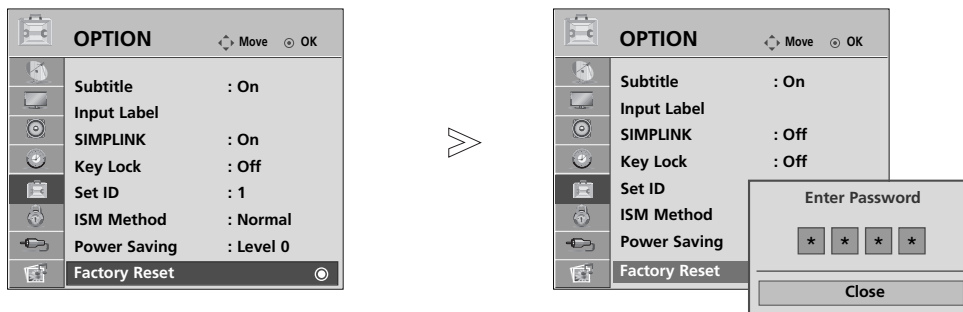 OPTION Move OK
Subtitle : On
Input Label
SIMPLINK : On
Key Lock : Off
Set ID : 1
ISM Method : Normal
Power Saving : Level 0
Factory Reset
OPTION Move OK
Subtitle : On
Input Label
SIMPLINK : Off
Key Lock : Off
Set ID
ISM Method
Power Saving
Factory Reset
Enter Password
* * * *
Close